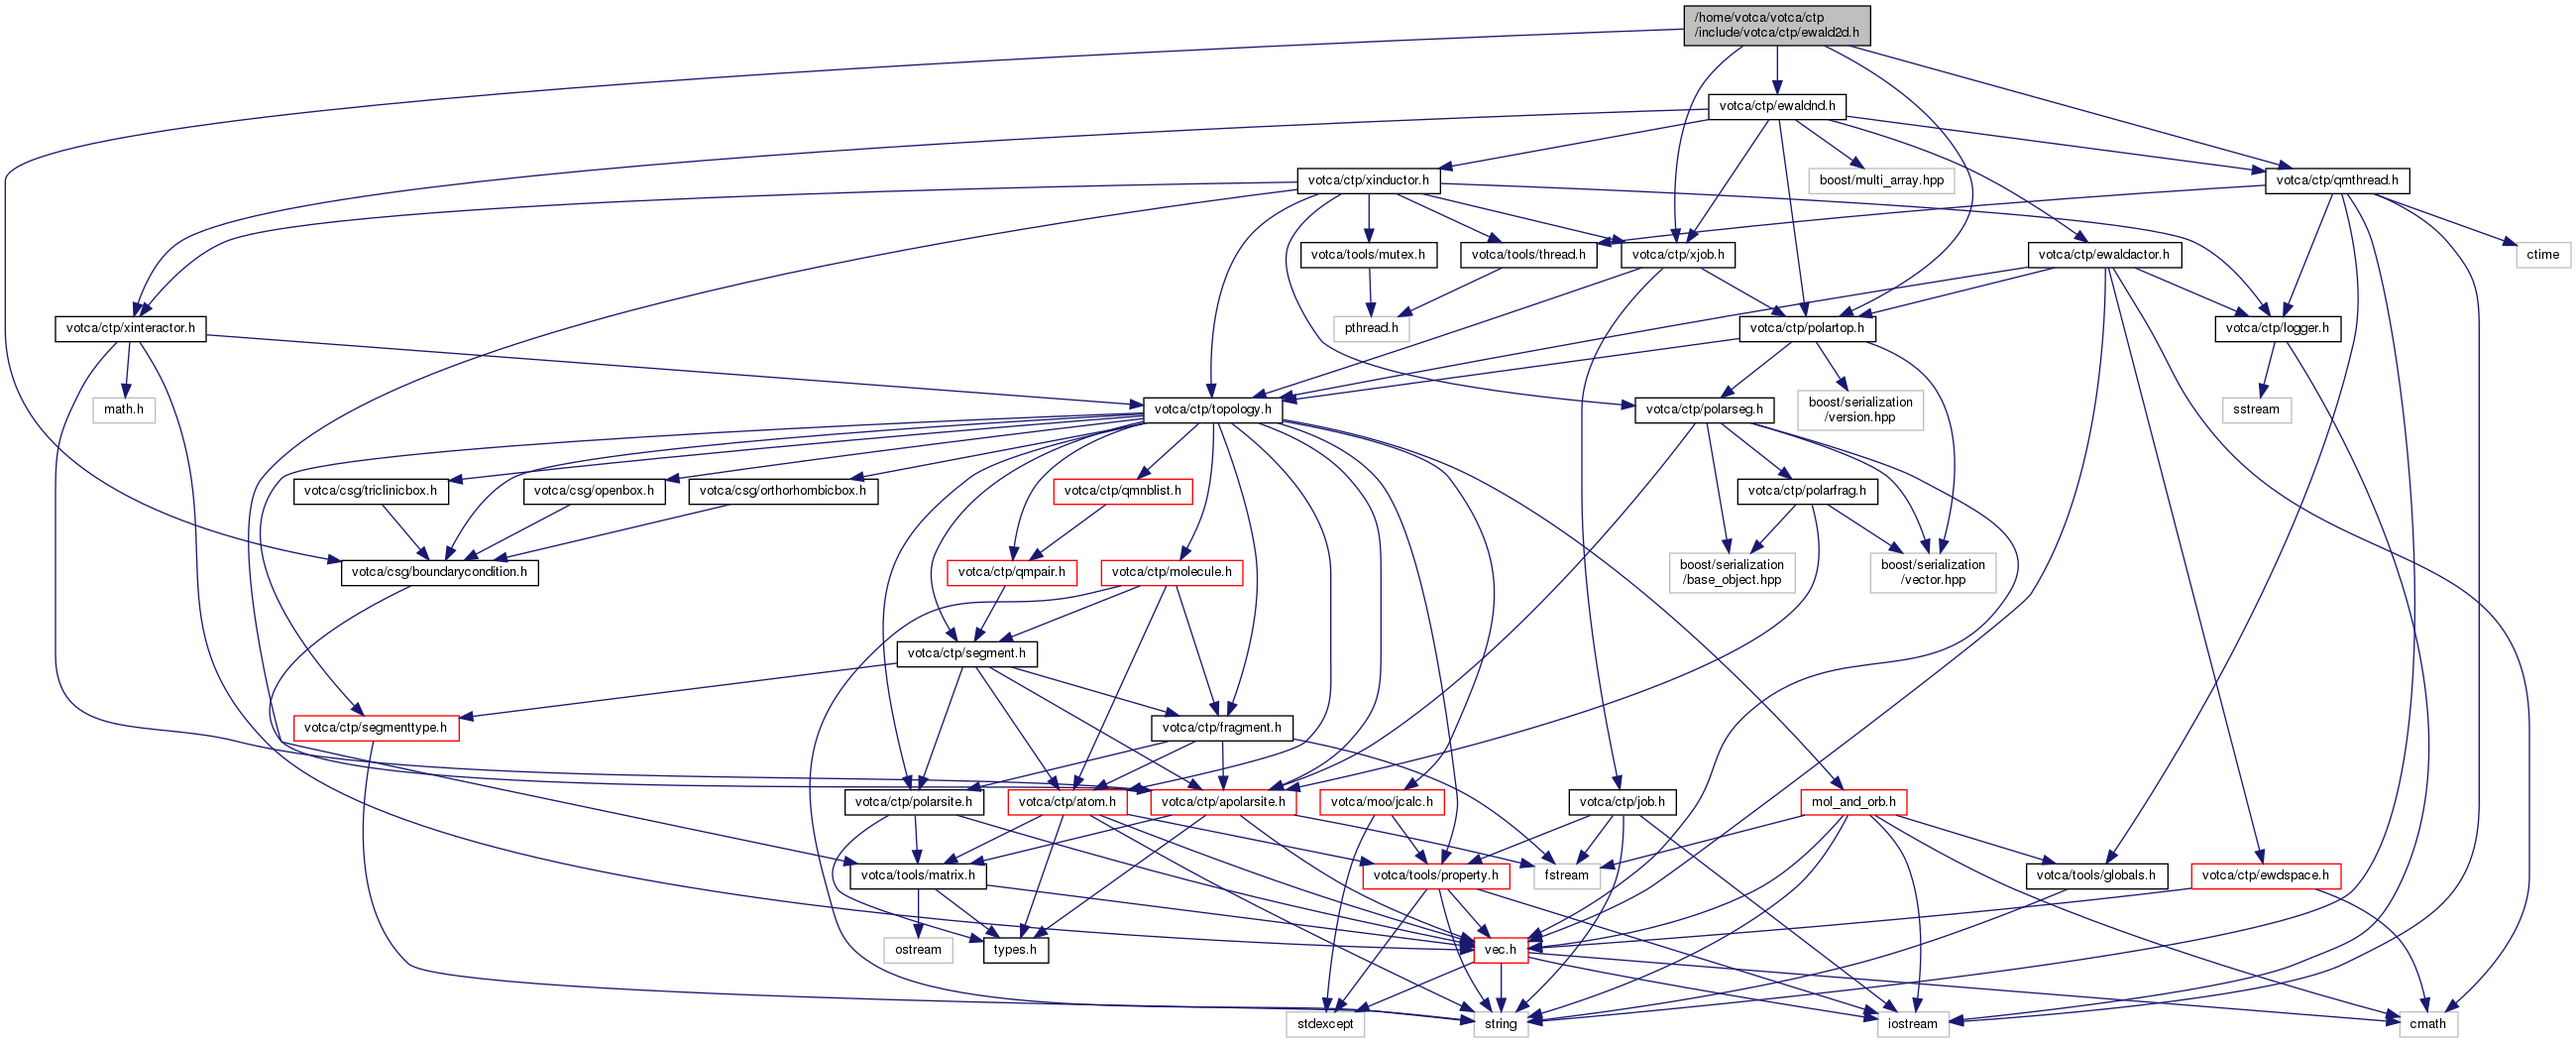 /home/votca/votca/ctp
/include/votca/ctp/ewald2d.h
votca/ctp/ewaldnd.h
votca/ctp/xinductor.h
boost/multi_array.hpp
votca/ctp/qmthread.h
votca/tools/mutex.h
votca/tools/thread.h
votca/ctp/xjob.h
votca/ctp/ewaldactor.h
ctime
votca/ctp/xinteractor.h
pthread.h
votca/ctp/polartop.h
votca/ctp/logger.h
math.h
votca/ctp/topology.h
votca/ctp/polarseg.h
boost/serialization
/version.hpp
sstream
votca/csg/triclinicbox.h
votca/csg/openbox.h
votca/csg/orthorhombicbox.h
votca/ctp/qmnblist.h
votca/ctp/polarfrag.h
votca/csg/boundarycondition.h
votca/ctp/qmpair.h
votca/ctp/molecule.h
boost/serialization
/base_object.hpp
boost/serialization
/vector.hpp
votca/ctp/segment.h
votca/ctp/segmenttype.h
votca/ctp/fragment.h
votca/ctp/polarsite.h
votca/ctp/atom.h
votca/ctp/apolarsite.h
votca/moo/jcalc.h
votca/ctp/job.h
mol_and_orb.h
votca/tools/matrix.h
votca/tools/property.h
fstream
votca/tools/globals.h
votca/ctp/ewdspace.h
ostream
types.h
vec.h
stdexcept
string
iostream
cmath